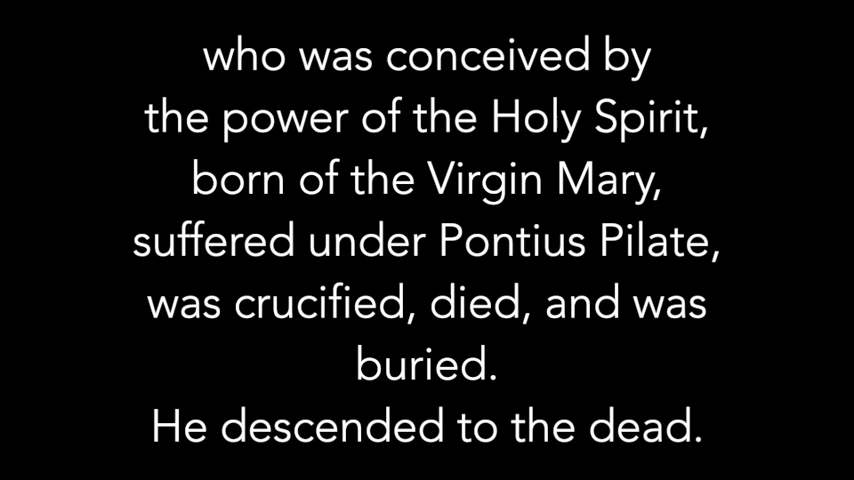 who was conceived by
the power of the Holy Spirit,
born of the Virgin Mary,
suffered under Pontius Pilate,
was crucified, died, and was
buried.
He descended to the dead.